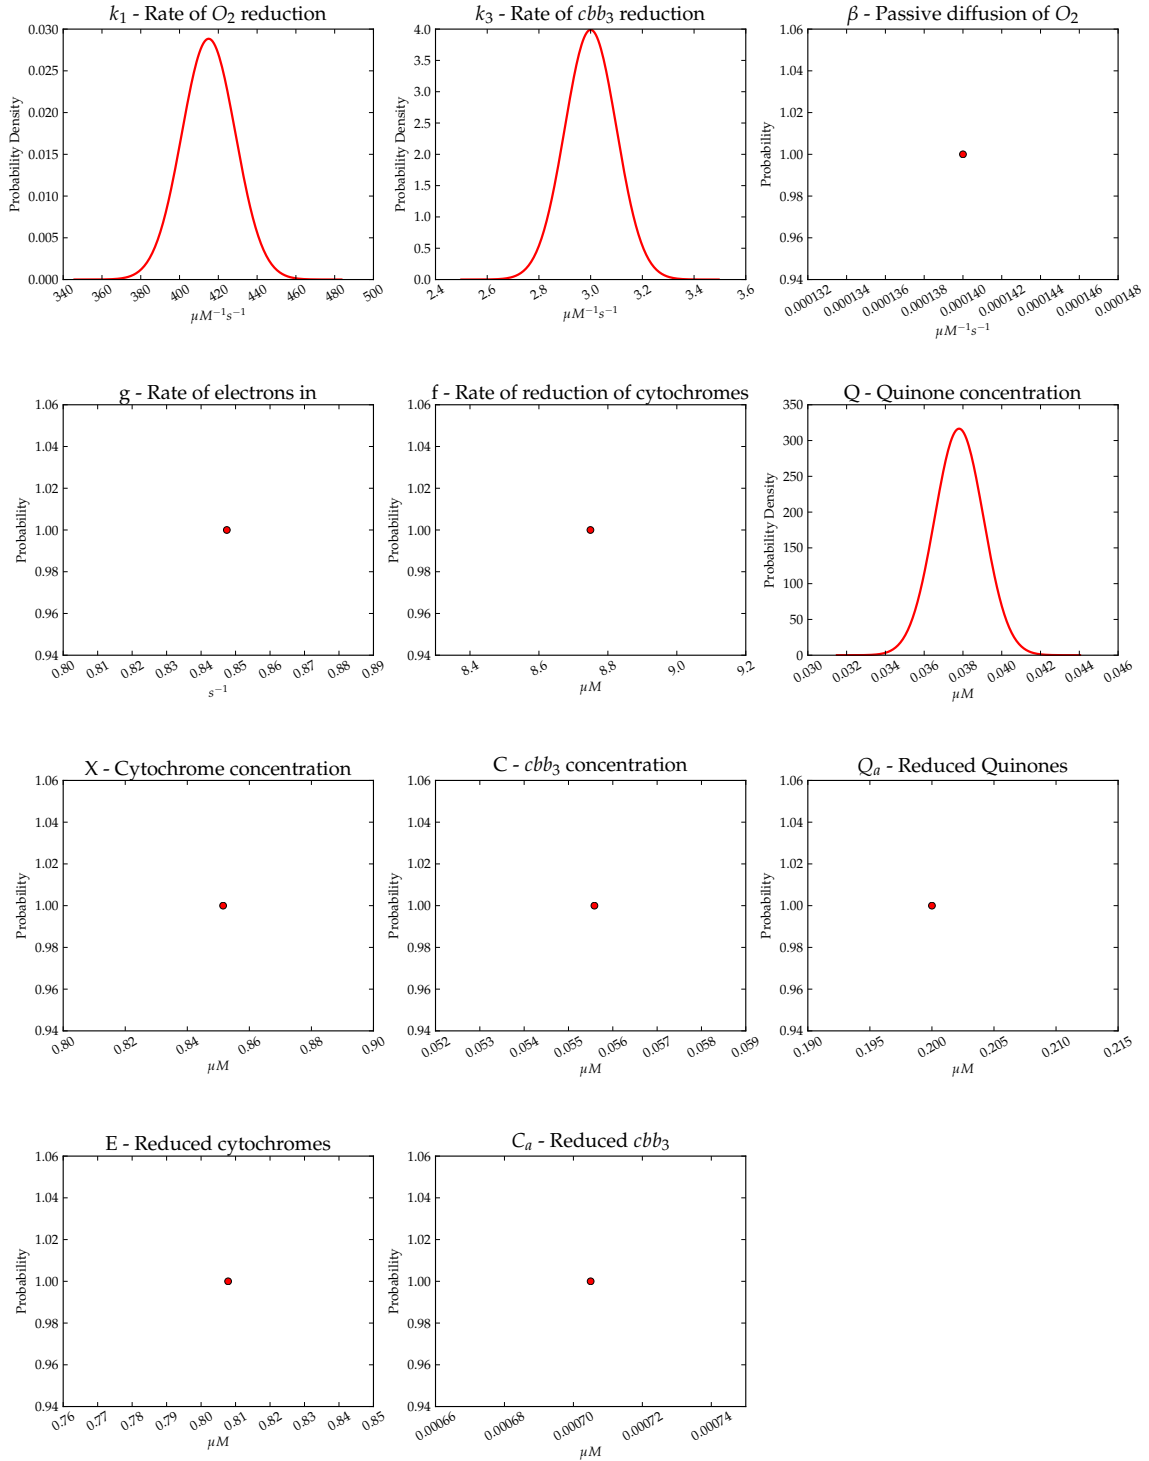 k₁ - Rate of O₂ reduction
0.030
0.025
0.020
0.015
0.010
0.005
0.000
Probability Density
340 360 380 400 420 440 460 480 500
μM⁻¹s⁻¹
k₃ - Rate of cbb₃ reduction
4.0
3.5
3.0
2.5
2.0
1.5
1.0
0.5
0.0
Probability Density
2.4 2.6 2.8 3.0 3.2 3.4 3.6
μM⁻¹s⁻¹
β - Passive diffusion of O₂
1.06
1.04
1.02
1.00
0.98
0.96
0.94
Probability
0.000132 0.000134 0.000136 0.000138 0.000140 0.000142 0.000144 0.000146 0.000148
μM⁻¹s⁻¹
g - Rate of electrons in
1.06
1.04
1.02
1.00
0.98
0.96
0.94
Probability
0.80 0.81 0.82 0.83 0.84 0.85 0.86 0.87 0.88 0.89
s⁻¹
f - Rate of reduction of cytochromes
1.06
1.04
1.02
1.00
0.98
0.96
0.94
Probability
8.4 8.6 8.8 9.0 9.2
μM
Q - Quinone concentration
350
300
250
200
150
100
50
0
Probability Density
0.030 0.032 0.034 0.036 0.038 0.040 0.042 0.044 0.046
μM
X - Cytochrome concentration
1.06
1.04
1.02
1.00
0.98
0.96
0.94
Probability
0.80 0.82 0.84 0.86 0.88 0.90
μM
C - cbb₃ concentration
1.06
1.04
1.02
1.00
0.98
0.96
0.94
Probability
0.052 0.053 0.054 0.055 0.056 0.057 0.058 0.059
μM
Qₐ - Reduced Quinones
1.06
1.04
1.02
1.00
0.98
0.96
0.94
Probability
0.190 0.195 0.200 0.205 0.210 0.215
μM
E - Reduced cytochromes
1.06
1.04
1.02
1.00
0.98
0.96
0.94
Probability
0.76 0.77 0.78 0.79 0.80 0.81 0.82 0.83 0.84 0.85
μM
Cₐ - Reduced cbb₃
1.06
1.04
1.02
1.00
0.98
0.96
0.94
Probability
0.00066 0.00068 0.00070 0.00072 0.00074
μM